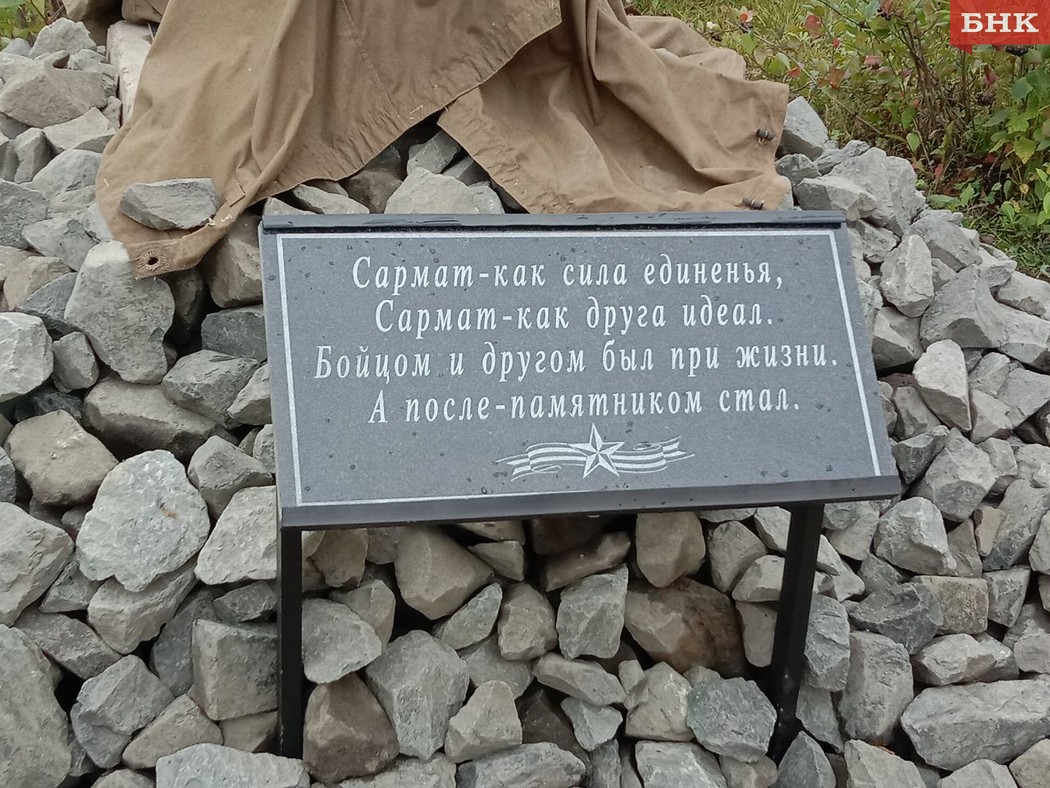 БНК
Сармат-как сила единенья,
Сармат-как друга идеал.
Бойцом и другом был при жизни.
А после-памятником стал.